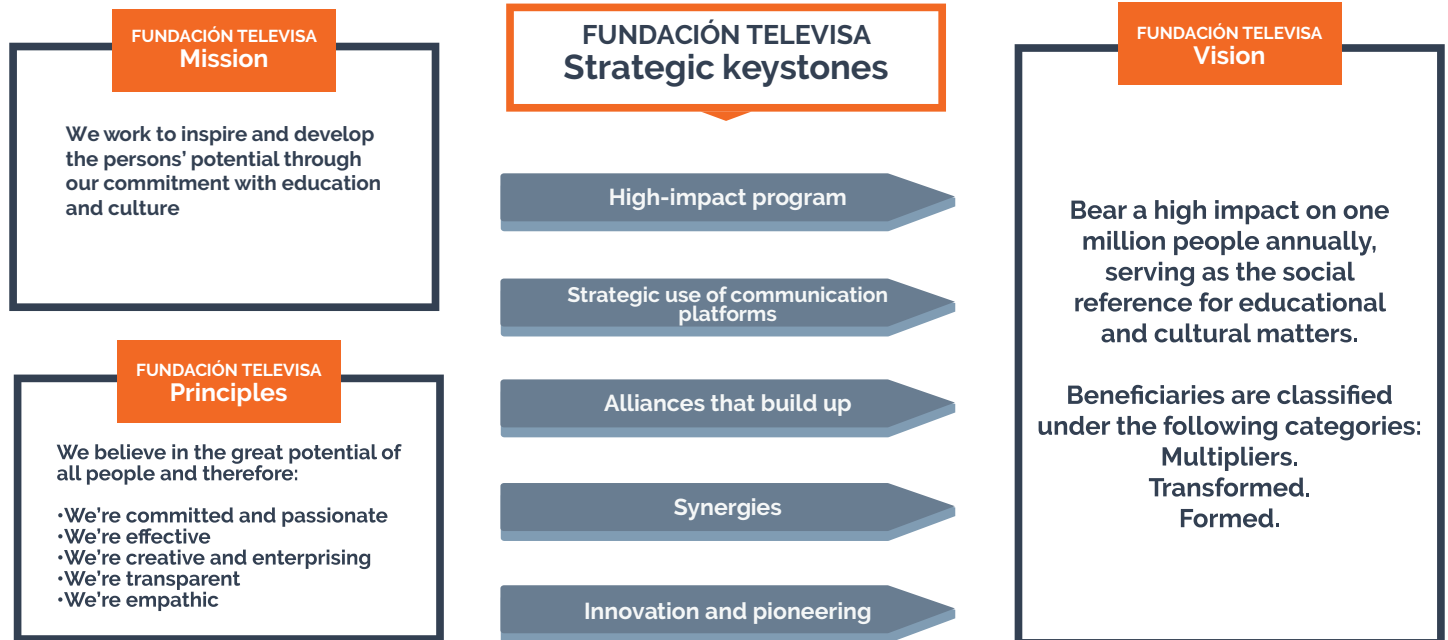 FUNDACIÓN TELEVISA
Mission
We work to inspire and develop
the persons’ potential through
our commitment with education
and culture
FUNDACIÓN TELEVISA
Principles
We believe in the great potential of
all people and therefore:
•We’re committed and passionate
•We’re effective
•We’re creative and enterprising
•We’re transparent
•We’re empathic
FUNDACIÓN TELEVISA
Strategic keystones
High-impact program
Strategic use of communication
platforms
Alliances that build up
Synergies
Innovation and pioneering
FUNDACIÓN TELEVISA
Vision
Bear a high impact on one
million people annually,
serving as the social
reference for educational
and cultural matters.
Beneficiaries are classified
under the following categories:
Multipliers.
Transformed.
Formed.